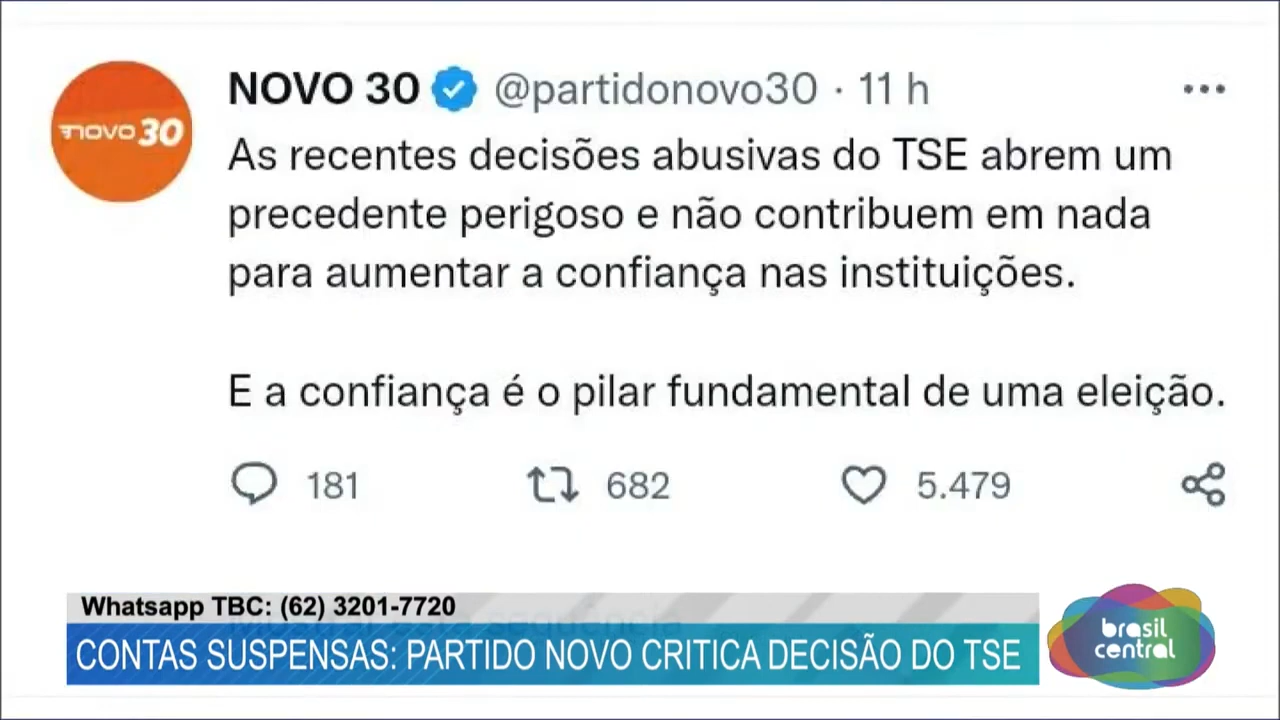 NOVO 30 @partidonovo30 · 11 h
novo 30
As recentes decisões abusivas do TSE abrem um
precedente perigoso e não contribuem em nada
para aumentar a confiança nas instituições.
E a confiança é o pilar fundamental de uma eleição.
181 682 5.479
Whatsapp TBC: (62) 3201-7720
CONTAS SUSPENSAS: PARTIDO NOVO CRITICA DECISÃO DO TSE
brasil
central